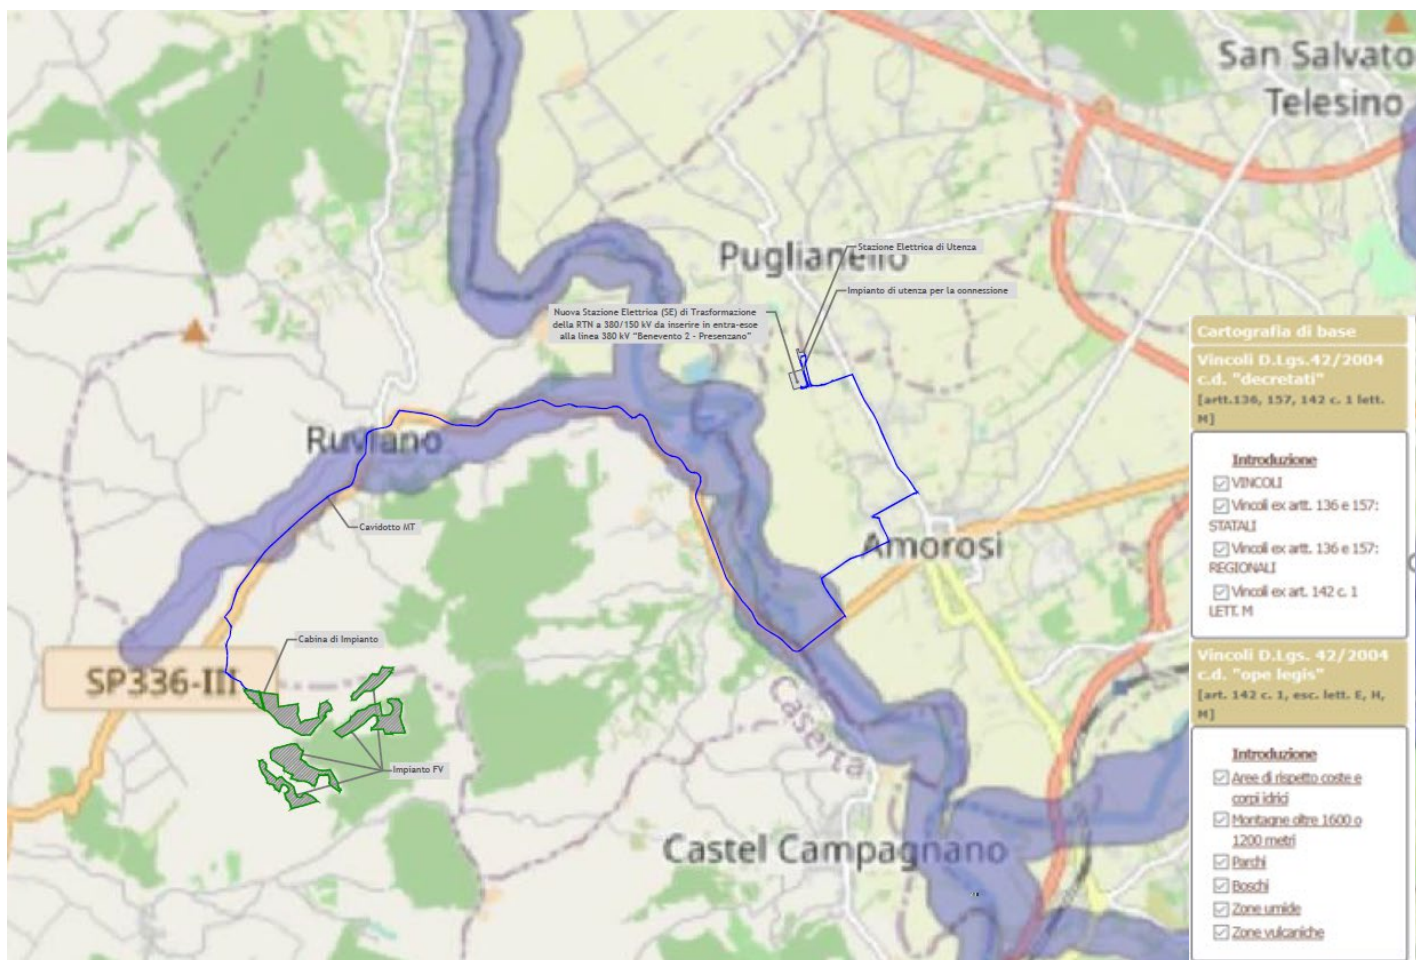 San Salvato
Telesino
Puglianello
Stazione Elettrica di Utenza
Impianto di utenza per la connessione
Nuova Stazione Elettrica (SE) di Trasformazione
della RTN a 380/150 kV da inserire in entra-esce
alla linea 380 kV "Benevento 2 - Presenzano"
Ruviano
Cavidotto MT
Amorosi
Cabina di Impianto
SP336-III
Caserta
Impianto FV
Castel Campagnano
Cartografia di base
Vincoli D.Lgs.42/2004
c.d. "decretati"
[artt.136, 157, 142 c. 1 lett.
M]
Introduzione
VINCOLI
Vincoli ex artt. 136 e 157:
STATALI
Vincoli ex artt. 136 e 157:
REGIONALI
Vincoli ex art. 142 c. 1
LETT. M
Vincoli D.Lgs. 42/2004
c.d. "ope legis"
[art. 142 c. 1, esc. lett. E, H,
M]
Introduzione
Aree di rispetto coste e
corpi idrici
Montagne oltre 1600 o
1200 metri
Parchi
Boschi
Zone umide
Zone vulcaniche